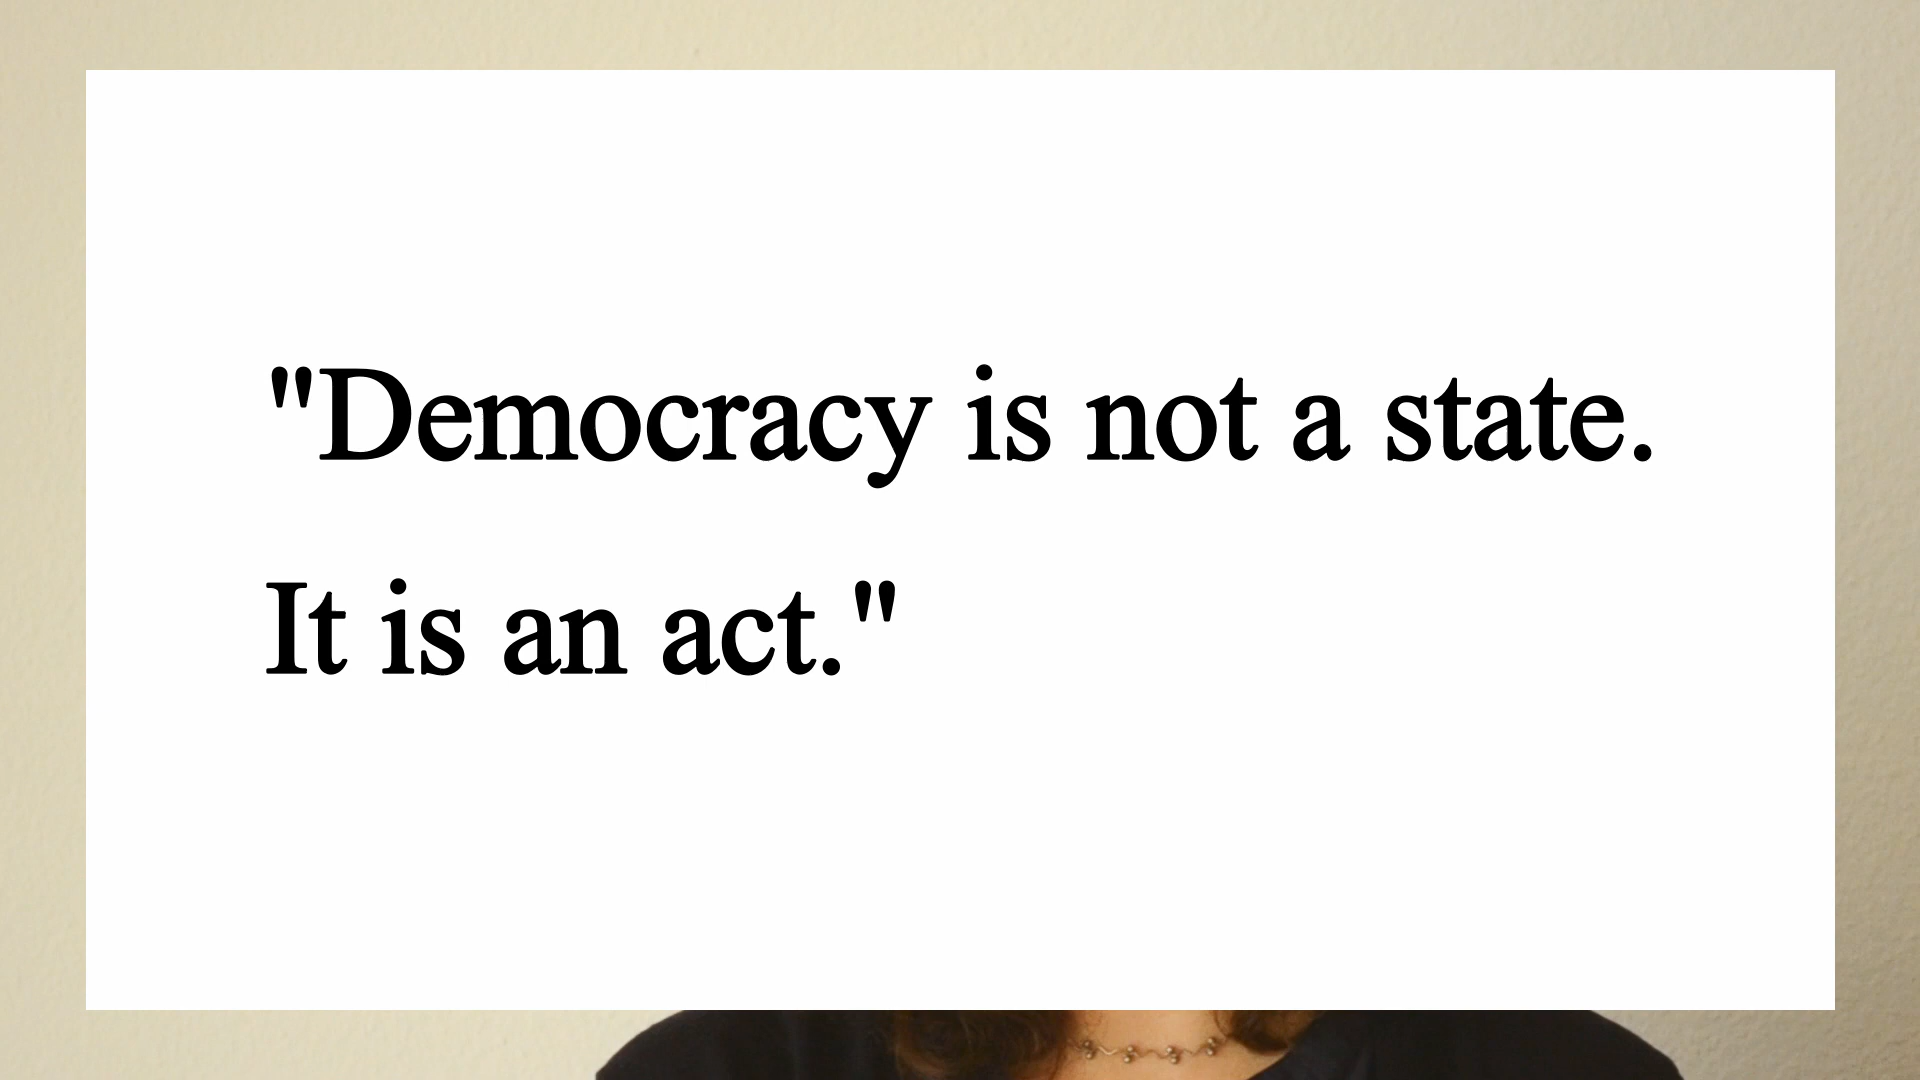 "Democracy is not a state.
It is an act."